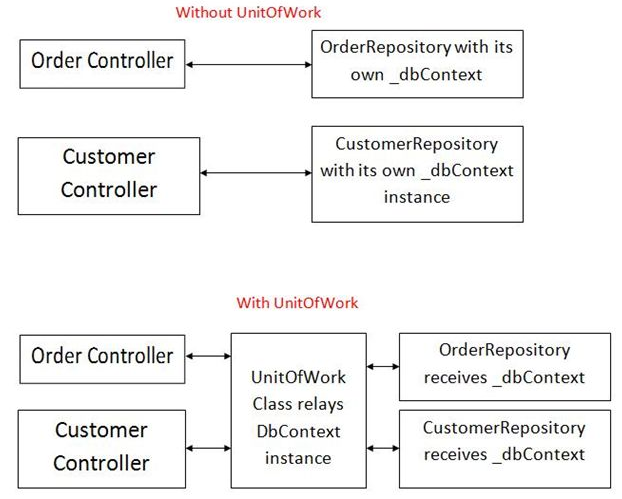 Without UnitOfWork
Order Controller
OrderRepository with its
own _dbContext
Customer
Controller
CustomerRepository
with its own _dbContext
instance
With UnitOfWork
Order Controller
UnitOfWork
Class relays
DbContext
instance
OrderRepository
receives _dbContext
Customer
Controller
CustomerRepository
receives _dbContext